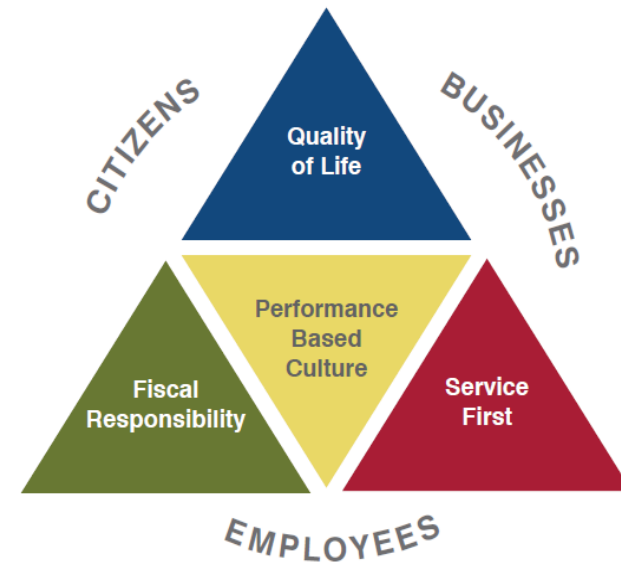 CITIZENS
BUSINESSES
Quality
of Life
Performance
Based
Culture
Fiscal
Responsibility
Service
First
EMPLOYEES